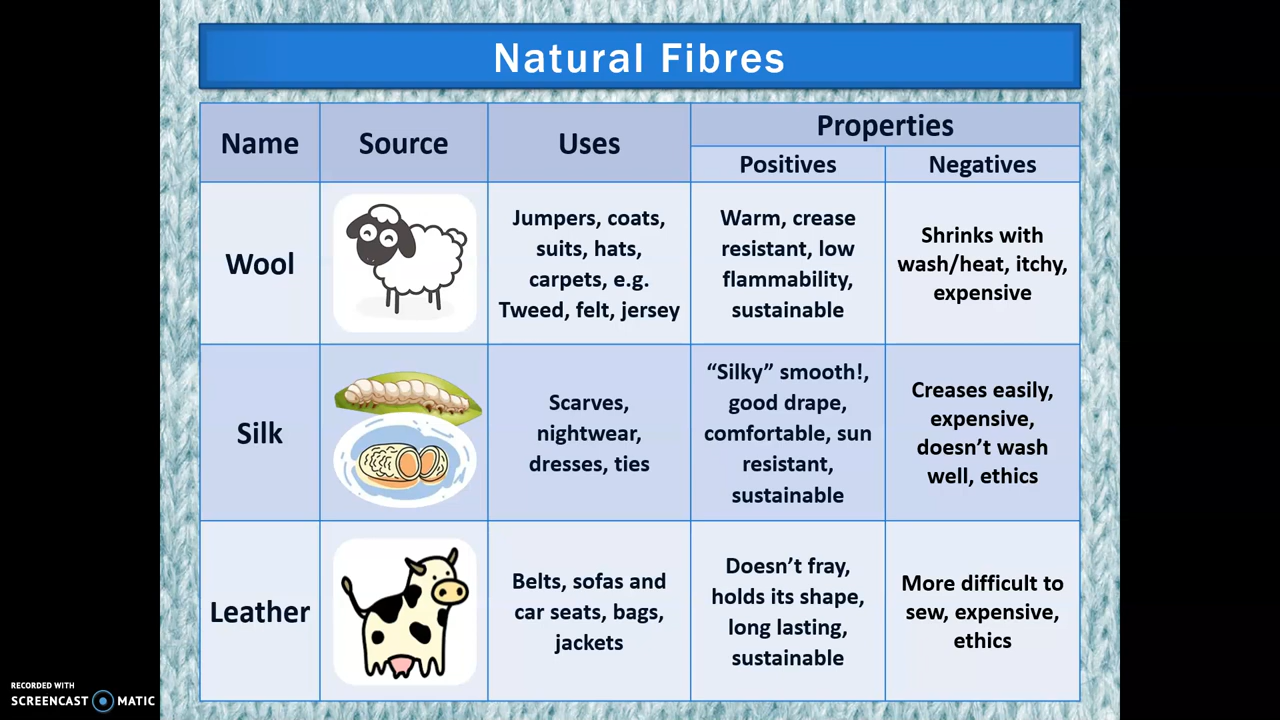 Natural Fibres
Name
Source
Uses
Properties
Positives
Negatives
Wool
Jumpers, coats,
suits, hats,
carpets, e.g.
Tweed, felt, jersey
Warm, crease
resistant, low
flammability,
sustainable
Shrinks with
wash/heat, itchy,
expensive
Silk
Scarves,
nightwear,
dresses, ties
“Silky” smooth!,
good drape,
comfortable, sun
resistant,
sustainable
Creases easily,
expensive,
doesn’t wash
well, ethics
Leather
Belts, sofas and
car seats, bags,
jackets
Doesn’t fray,
holds its shape,
long lasting,
sustainable
More difficult to
sew, expensive,
ethics
RECORDED WITH
SCREENCAST MATIC